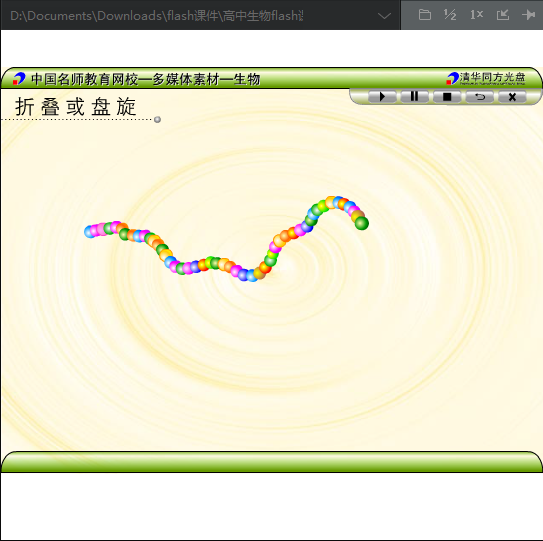 D:\Documents\Downloads\flash课件\高中生物flash课
½ 1×
中国名师教育网校—多媒体素材—生物
清华同方光盘
折叠或盘旋